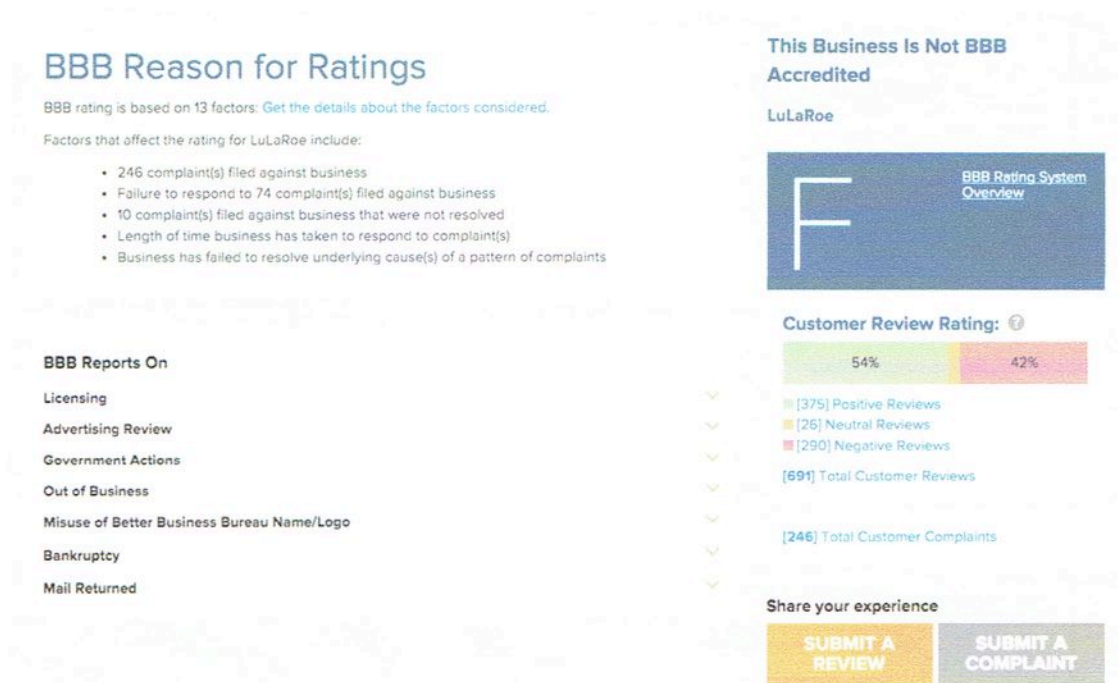 BBB Reason for Ratings
BBB rating is based on 13 factors: Get the details about the factors considered.
Factors that affect the rating for LuLaRoe include:
• 246 complaint(s) filed against business
• Failure to respond to 74 complaint(s) filed against business
• 10 complaint(s) filed against business that were not resolved
• Length of time business has taken to respond to complaint(s)
• Business has failed to resolve underlying cause(s) of a pattern of complaints
BBB Reports On
Licensing
Advertising Review
Government Actions
Out of Business
Misuse of Better Business Bureau Name/Logo
Bankruptcy
Mail Returned
This Business Is Not BBB
Accredited
LuLaRoe
F
BBB Rating System
Overview
Customer Review Rating: ?
54% 42%
[375] Positive Reviews
[26] Neutral Reviews
[290] Negative Reviews
[691] Total Customer Reviews
[246] Total Customer Complaints
Share your experience
SUBMIT A
REVIEW
SUBMIT A
COMPLAINT